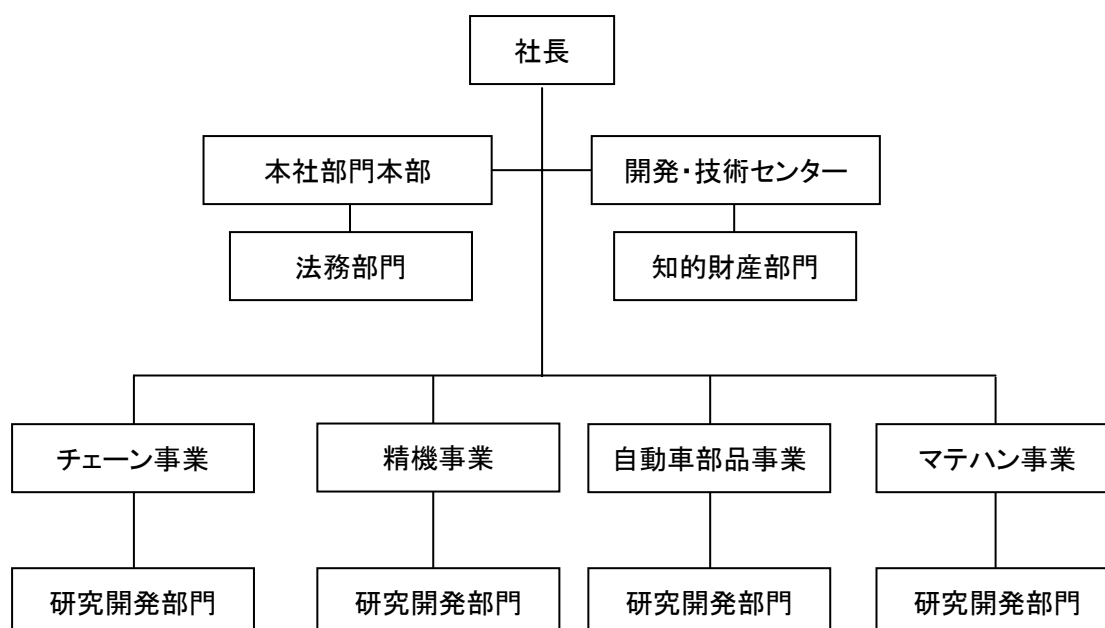 社長
本社部門本部
開発・技術センター
法務部門
知的財産部門
チェーン事業
精機事業
自動車部品事業
マテハン事業
研究開発部門
研究開発部門
研究開発部門
研究開発部門